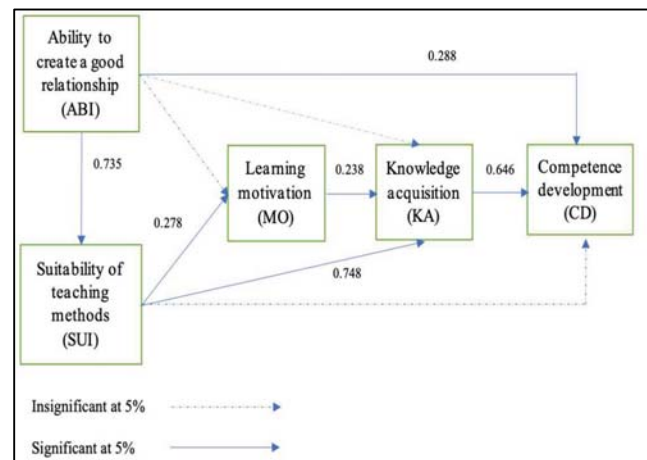 Ability to
create a good
relationship
(ABI)
0.288
0.735
Learning
motivation
(MO)
0.238
Knowledge
acquisition
(KA)
0.646
Competence
development
(CD)
0.278
0.748
Suitability of
teaching
methods
(SUI)
Insignificant at 5%
Significant at 5%